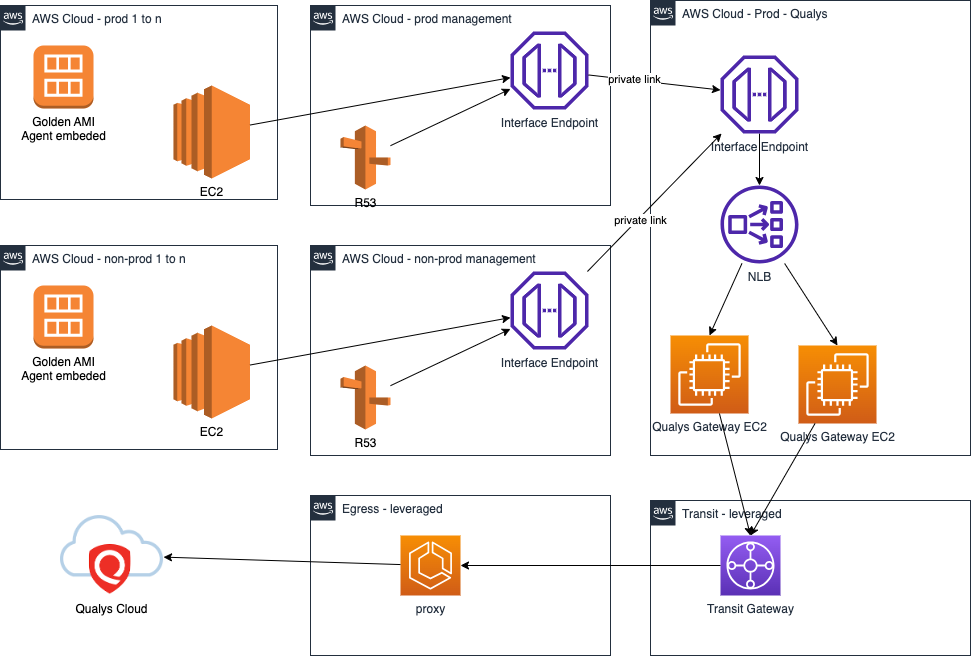 aws
AWS Cloud - prod 1 to n
Golden AMI
Agent embeded
EC2
aws
AWS Cloud - prod management
Interface Endpoint
R53
private link
aws
AWS Cloud - Prod - Qualys
Interface Endpoint
NLB
Qualys Gateway EC2
Qualys Gateway EC2
private link
aws
AWS Cloud - non-prod 1 to n
Golden AMI
Agent embeded
EC2
aws
AWS Cloud - non-prod management
Interface Endpoint
R53
Qualys Cloud
aws
Egress - leveraged
proxy
aws
Transit - leveraged
Transit Gateway